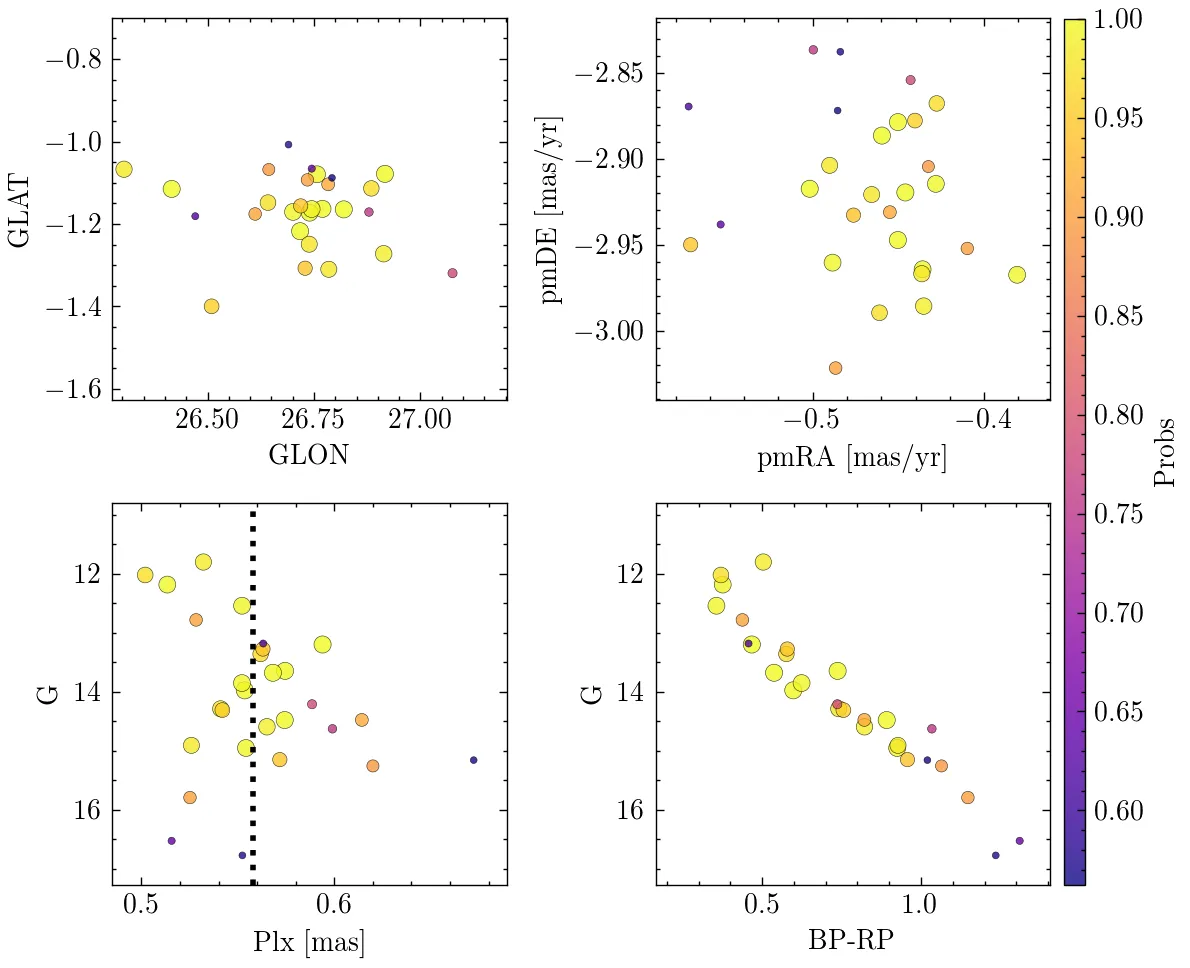 −0.8
−1.0
−1.2
−1.4
−1.6
GLAT
26.50 26.75 27.00
GLON
−2.85
−2.90
−2.95
−3.00
pmDE [mas/yr]
−0.5 −0.4
pmRA [mas/yr]
12
14
16
G
0.5 0.6
Plx [mas]
12
14
16
G
0.5 1.0
BP-RP
1.00
0.95
0.90
0.85
0.80
0.75
0.70
0.65
0.60
Probs